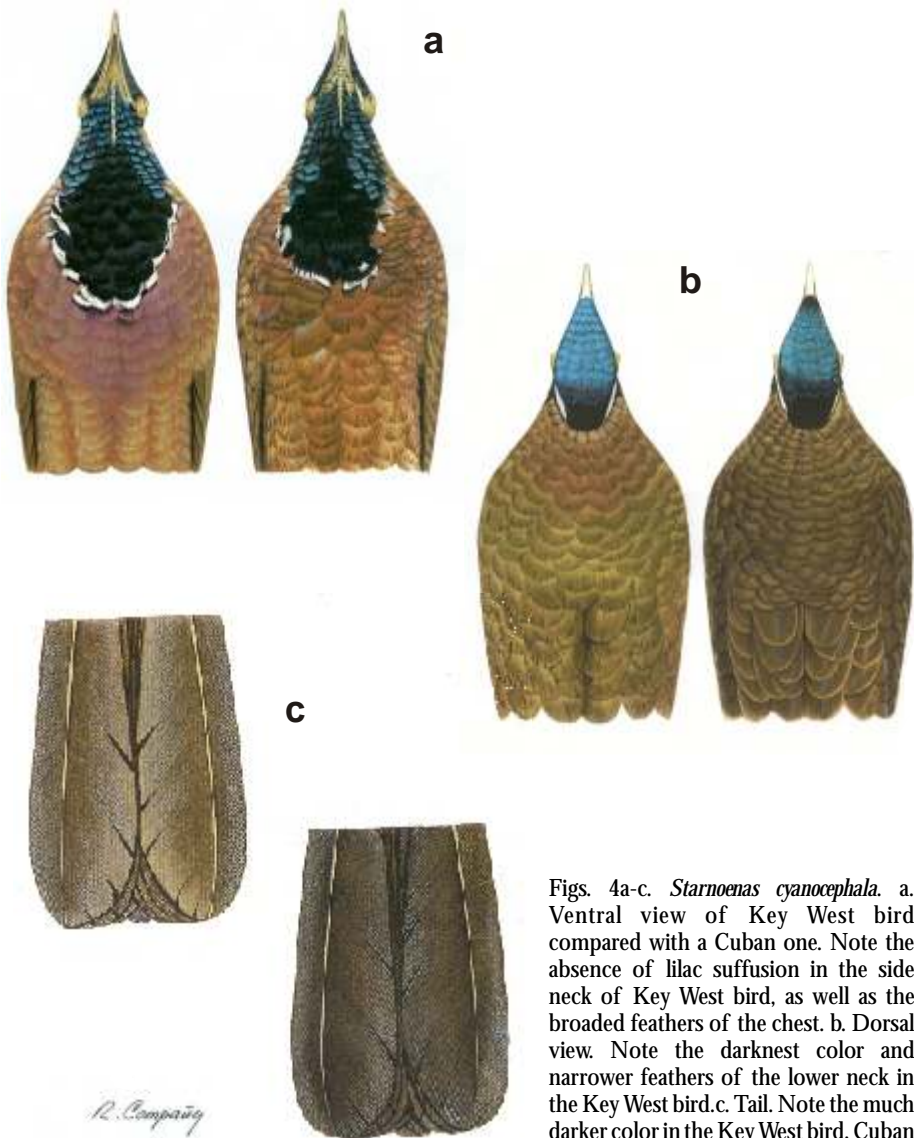 a
b
c
R. Compañy
Figs. 4a-c. Starnoenas cyanocephala. a.
Ventral view of Key West bird
compared with a Cuban one. Note the
absence of lilac suffusion in the side
neck of Key West bird, as well as the
broaded feathers of the chest. b. Dorsal
view. Note the darknest color and
narrower feathers of the lower neck in
the Key West bird.c. Tail. Note the much
darker color in the Key West bird. Cuban